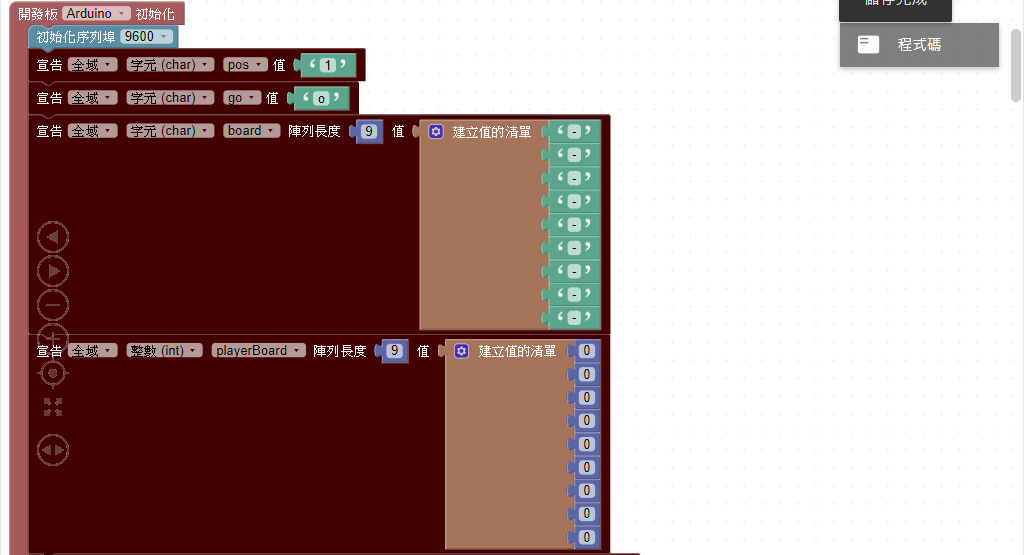 開發板 Arduino 初始化
初始化序列埠 9600
宣告 全域 字元 (char) pos 值 ‘ 1 ’
宣告 全域 字元 (char) go 值 ‘ o ’
宣告 全域 字元 (char) board 陣列長度 9 值 建立值的清單 ‘ - ’
‘ - ’
‘ - ’
‘ - ’
‘ - ’
‘ - ’
‘ - ’
‘ - ’
‘ - ’
宣告 全域 整數 (int) playerBoard 陣列長度 9 值 建立值的清單 0
0
0
0
0
0
0
0
0
儲存完成
程式碼